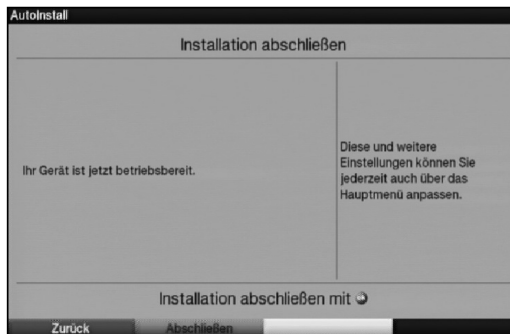 AutoInstall
Installation abschließen
Ihr Gerät ist jetzt betriebsbereit.
Diese und weitere
Einstellungen können Sie
jederzeit auch über das
Hauptmenü anpassen.
Installation abschließen mit
Zurück
Abschließen